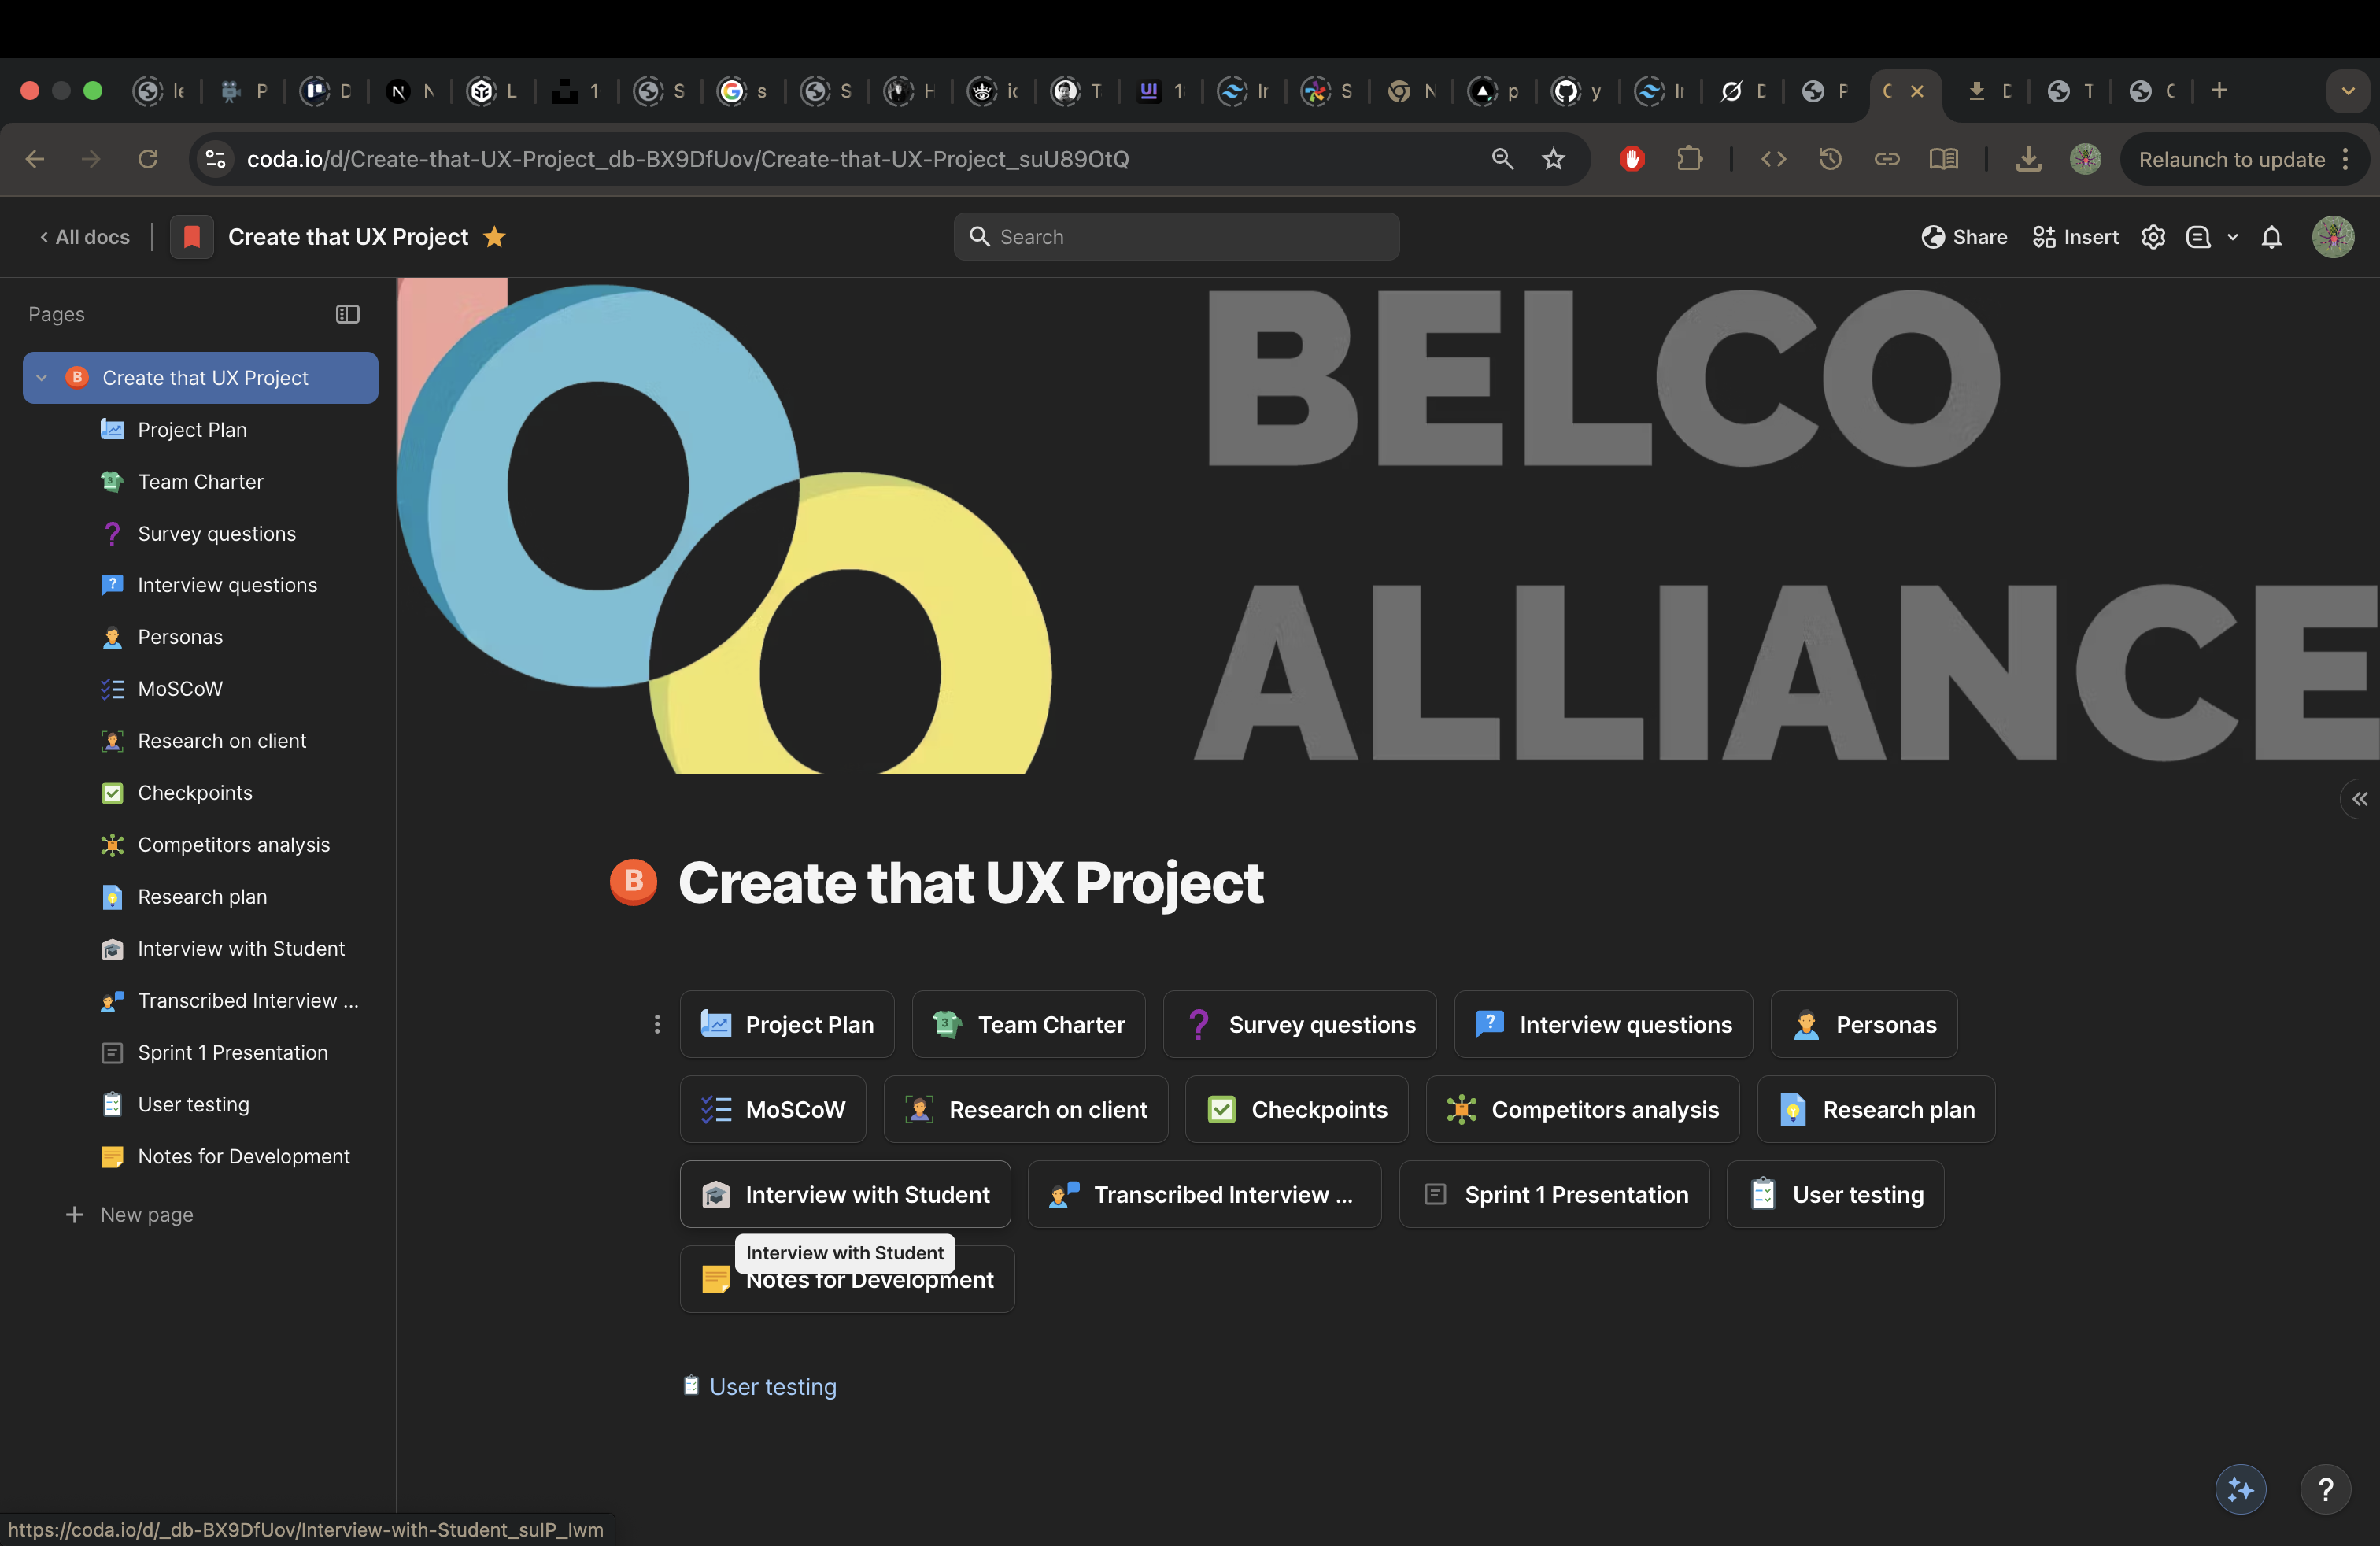 le P D N L 1 S s S H ic T 1 Ir S N p y In D P C D T C
coda.io/d/Create-that-UX-Project_db-BX9DfUov/Create-that-UX-Project_suU89OtQ
Relaunch to update
All docs
Create that UX Project
Search
Share
Insert
Pages
Create that UX Project
Project Plan
Team Charter
Survey questions
Interview questions
Personas
MoSCoW
Research on client
Checkpoints
Competitors analysis
Research plan
Interview with Student
Transcribed Interview ...
Sprint 1 Presentation
User testing
Notes for Development
New page
BELCO
ALLIANCE
B Create that UX Project
Project Plan Team Charter Survey questions Interview questions Personas
MoSCoW Research on client Checkpoints Competitors analysis Research plan
Interview with Student Transcribed Interview ... Sprint 1 Presentation User testing
Interview with Student
Notes for Development
User testing
https://coda.io/d/_db-BX9DfUov/Interview-with-Student_suIP_lwm